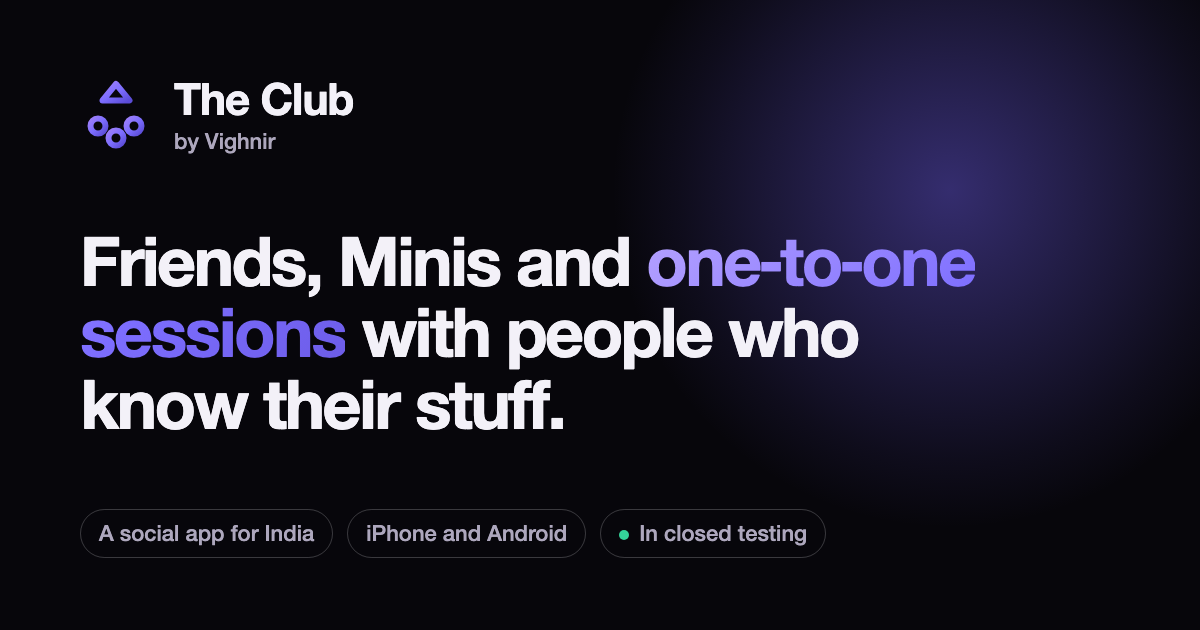 The Club
by Vighnir
Friends, Minis and one-to-one
sessions with people who
know their stuff.
A social app for India
iPhone and Android
In closed testing